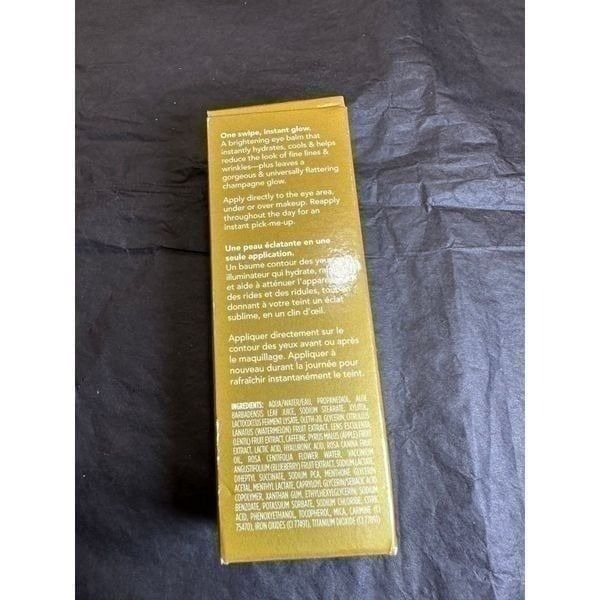 One swipe, instant glow.
A brightening eye balm that
instantly hydrates, cools & helps
reduce the look of fine lines &
wrinkles—plus leaves a
gorgeous & universally flattering
champagne glow.
Apply directly to the eye area,
under or over makeup. Reapply
throughout the day for an
instant pick-me-up.
Une peau éclatante en une
seule application.
Un baume contour des yeux
illuminateur qui hydrate,
et aide à atténuer
des rides et des ridules, tout en
donnant à votre teint un éclat
sublime, en un clin d'œil.
Appliquer directement sur le
contour des yeux avant ou après
le maquillage. Appliquer à
nouveau durant la journée pour
rafraîchir instantanément le teint.
INGREDIENTS: AQUA/WATER/EAU, PROPANEDIOL, ALOE
BARBADENSIS LEAF JUICE, SODIUM STEARATE, XYLITOL,
LACTOCOCCUS FERMENT LYSATE, OLETH-20, GLYCERIN, CITRULLUS
LANATUS (WATERMELON) FRUIT EXTRACT, LENS ESCULENTA
(LENTIL) FRUIT EXTRACT, CAFFEINE, PYRUS MALUS (APPLE) FRUIT
EXTRACT, LACTIC ACID, HYALURONIC ACID, ROSA CANINA FRUIT
OIL, ROSA CENTIFOLIA FLOWER WATER, VACCINIUM
ANGUSTIFOLIUM (BLUEBERRY) FRUIT EXTRACT, SODIUM LACTATE,
DIHEPTYL SUCCINATE, SODIUM PCA, MENTHONE GLYCERIN
ACETAL, MENTHYL LACTATE, CAPRYLOYL GLYCERIN/SEBACIC ACID
COPOLYMER, XANTHAN GUM, ETHYLHEXYLGLYCERIN, SODIUM
BENZOATE, POTASSIUM SORBATE, SODIUM CHLORIDE, CITRIC
ACID, PHENOXYETHANOL, TOCOPHEROL, MICA, CARMINE (CI
75470), IRON OXIDES (CI 77491), TITANIUM DIOXIDE (CI 77891)